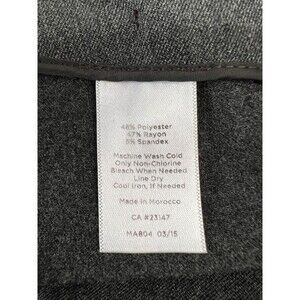 48% Polyester
47% Rayon
5% Spandex
Machine Wash Cold
Only Non-Chlorine
Bleach When Needed
Line Dry
Cool Iron, If Needed
Made in Morocco
CA #23147
MA804 03/15